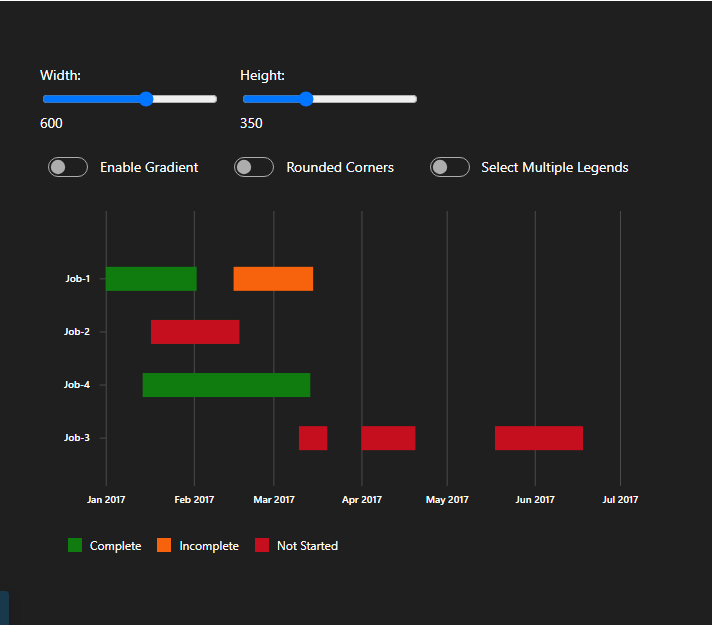 Width: Height:
600 350
Enable Gradient Rounded Corners Select Multiple Legends
Job-1
Job-2
Job-4
Job-3
Jan 2017 Feb 2017 Mar 2017 Apr 2017 May 2017 Jun 2017 Jul 2017
Complete Incomplete Not Started